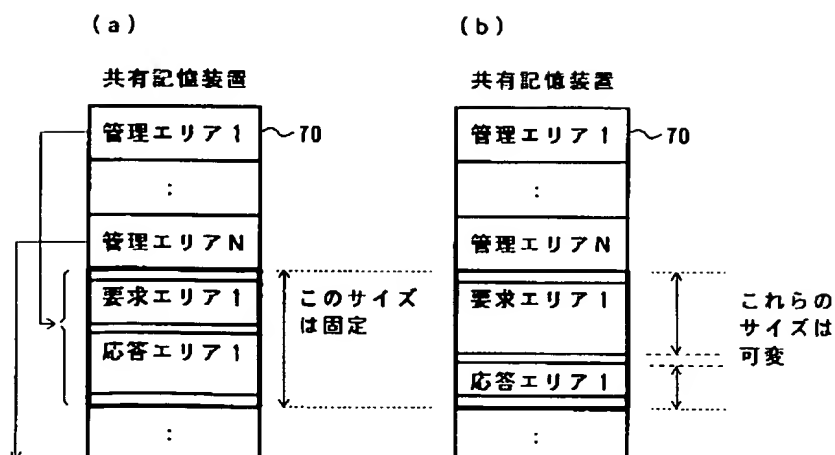 (a)
共有記憶装置
管理エリア1
70
:
管理エリアN
要求エリア1
応答エリア1
:
このサイズ
は固定
(b)
共有記憶装置
管理エリア1
70
:
管理エリアN
要求エリア1
応答エリア1
:
これらの
サイズは
可変